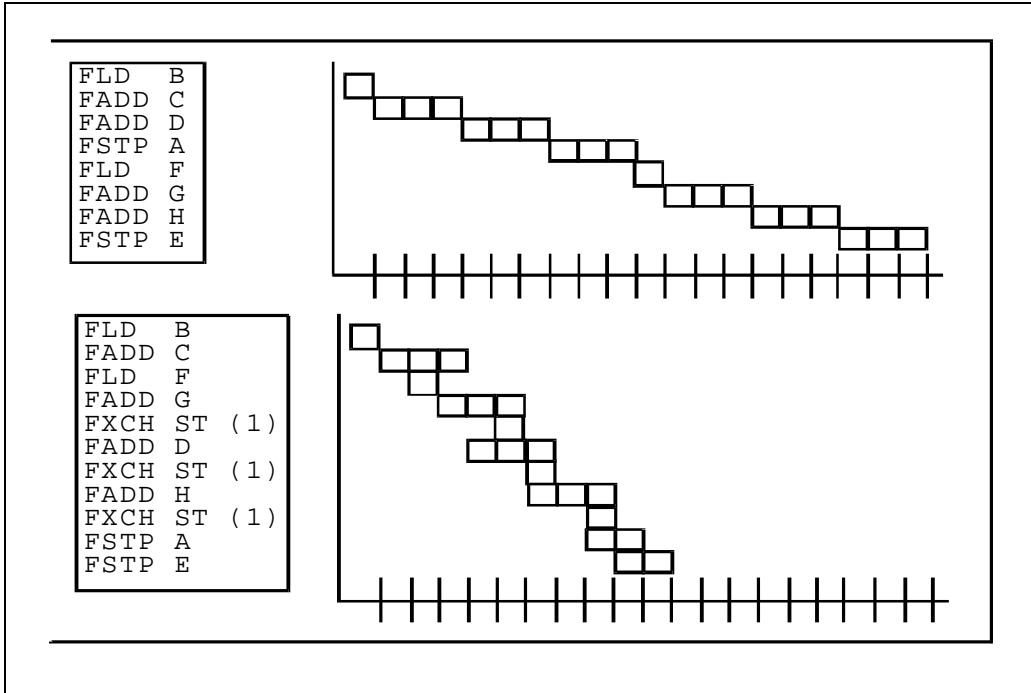 FLD B
FADD C
FADD D
FSTP A
FLD F
FADD G
FADD H
FSTP E
FLD B
FADD C
FLD F
FADD G
FXCH ST (1)
FADD D
FXCH ST (1)
FADD H
FXCH ST (1)
FSTP A
FSTP E